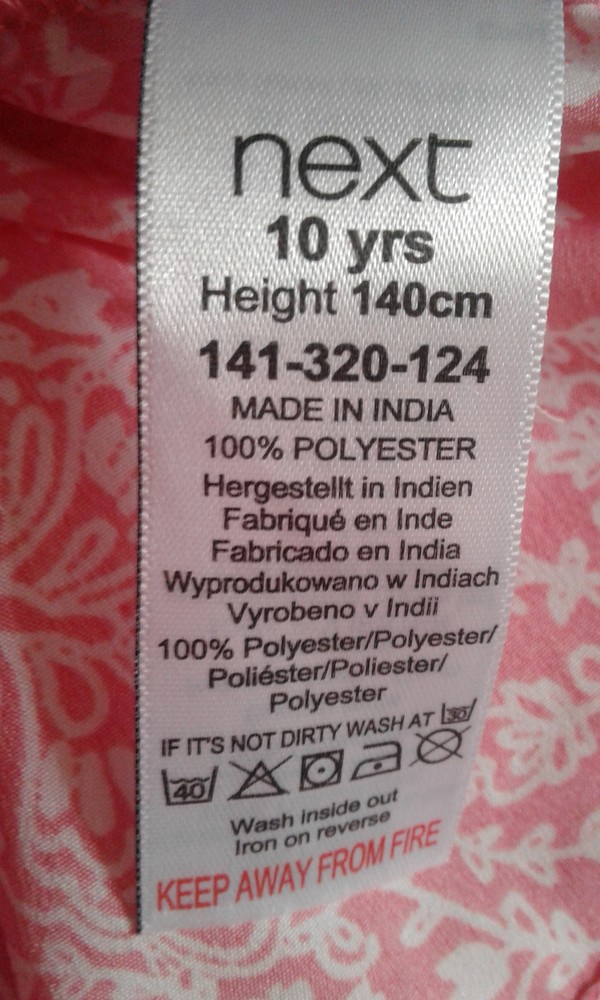 next
10 yrs
Height 140cm
141-320-124
MADE IN INDIA
100% POLYESTER
Hergestellt in Indien
Fabriqué en Inde
Fabricado en India
Wyprodukowano w Indiach
Vyrobeno v Indii
100% Polyester/Polyester/
Poliéster/Poliester/
Polyester
IF IT'S NOT DIRTY WASH AT 30
40
Wash inside out
Iron on reverse
KEEP AWAY FROM FIRE